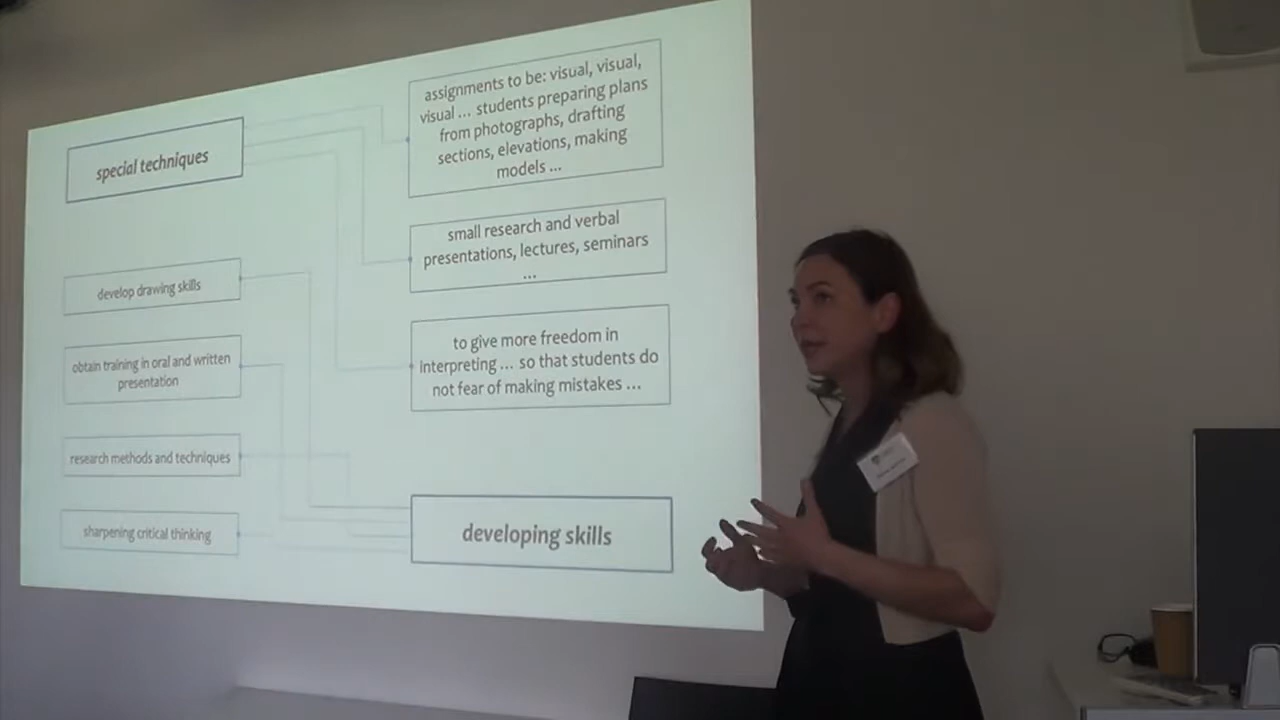 special techniques
assignments to be: visual, visual,
visual ... students preparing plans
from photographs, drafting
sections, elevations, making
models ...
small research and verbal
presentations, lectures, seminars
...
to give more freedom in
interpreting ... so that students do
not fear of making mistakes ...
develop drawing skills
obtain training in oral and written
presentation
research methods and techniques
sharpening critical thinking
developing skills